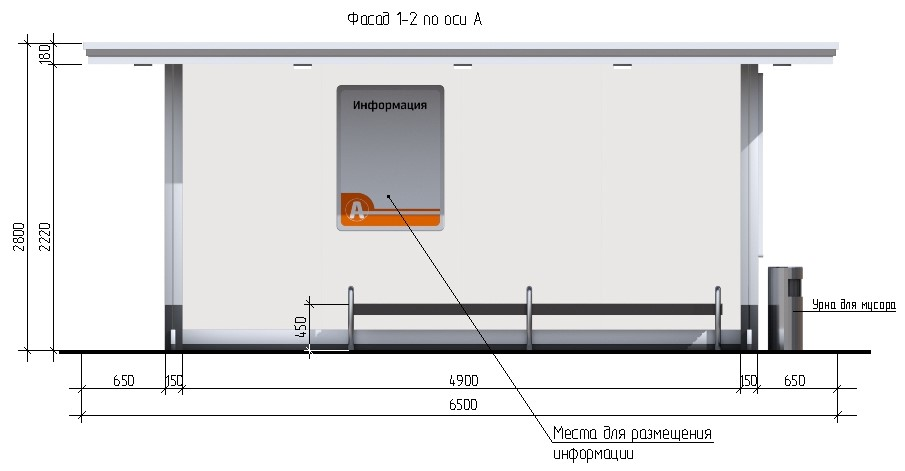 Фасад 1-2 по оси А
180
Информация
А
2800
2220
450
Урна для мусора
650
150
4900
150
650
6500
Места для размещения
информации